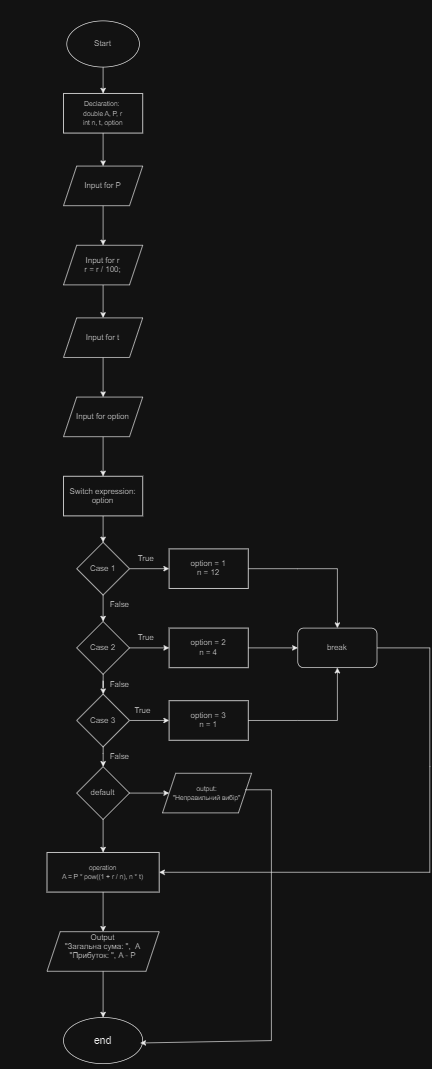 Start
Declaration:
double A, P, r
int n, t, option
Input for P
Input for r
r = r / 100;
Input for t
Input for option
Switch expression:
option
Case 1
True
option = 1
n = 12
False
Case 2
True
option = 2
n = 4
break
False
Case 3
True
option = 3
n = 1
False
default
output:
"Неправильний вибір"
operation
A = P * pow((1 + r / n), n * t)
Output
"Загальна сума: ", A
"Прибуток: ", A - P
end